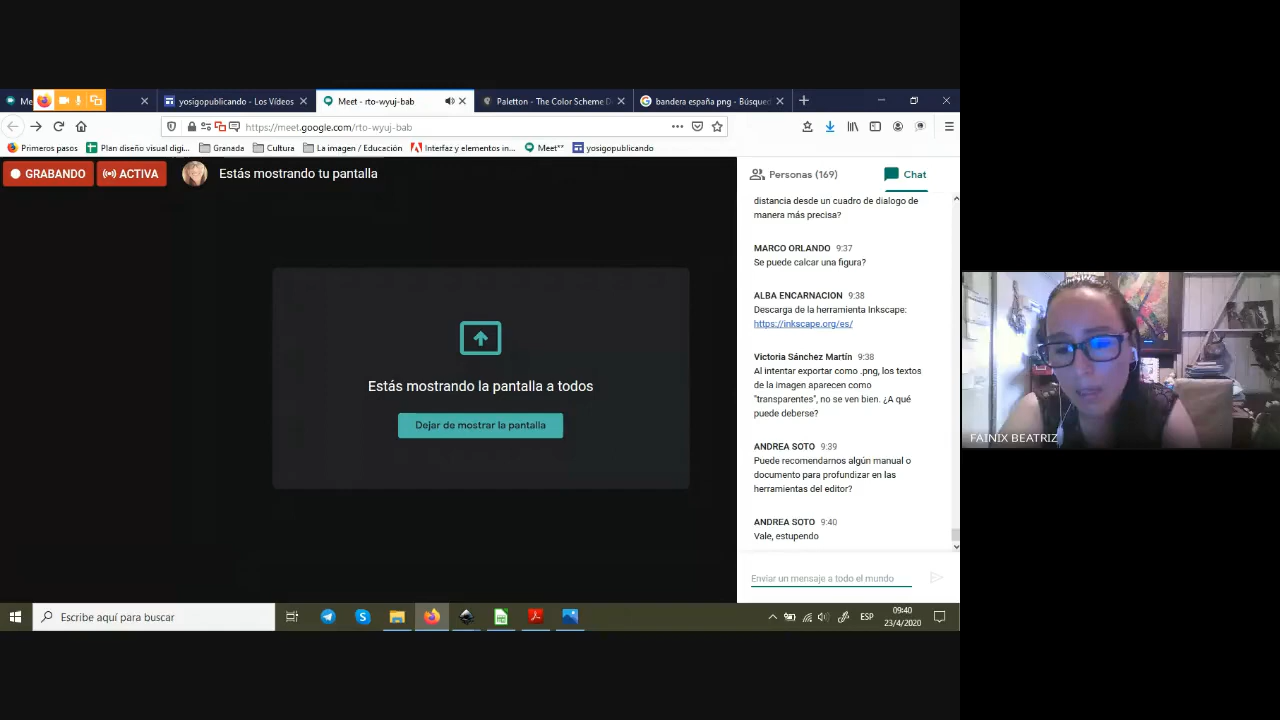 Me
yosigopublicando - Los Vídeos
Meet - rto-wyuj-bab
Paletton - The Color Scheme D
bandera españa png - Búsqued
https://meet.google.com/rto-wyuj-bab
Primeros pasos
Plan diseño visual digi...
Granada
Cultura
La imagen / Educación
Interfaz y elementos in...
Meet**
yosigopublicando
GRABANDO
ACTIVA
Estás mostrando tu pantalla
Personas (169)
Chat
distancia desde un cuadro de dialogo de
manera más precisa?
MARCO ORLANDO 9:37
Se puede calcar una figura?
ALBA ENCARNACION 9:38
Descarga de la herramienta Inkscape:
https://inkscape.org/es/
Victoria Sánchez Martín 9:38
Al intentar exportar como .png, los textos
de la imagen aparecen como
"transparentes", no se ven bien. ¿A qué
puede deberse?
ANDREA SOTO 9:39
Puede recomendarnos algún manual o
documento para profundizar en las
herramientas del editor?
ANDREA SOTO 9:40
Vale, estupendo
Enviar un mensaje a todo el mundo
Estás mostrando la pantalla a todos
Dejar de mostrar la pantalla
FAINIX BEATRIZ
Escribe aquí para buscar
ESP
09:40
23/4/2020